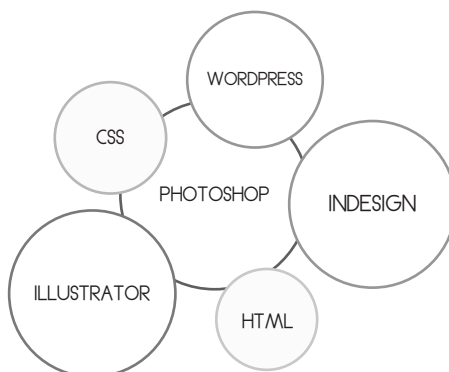 WORDPRESS
CSS
PHOTOSHOP
INDESIGN
ILLUSTRATOR
HTML